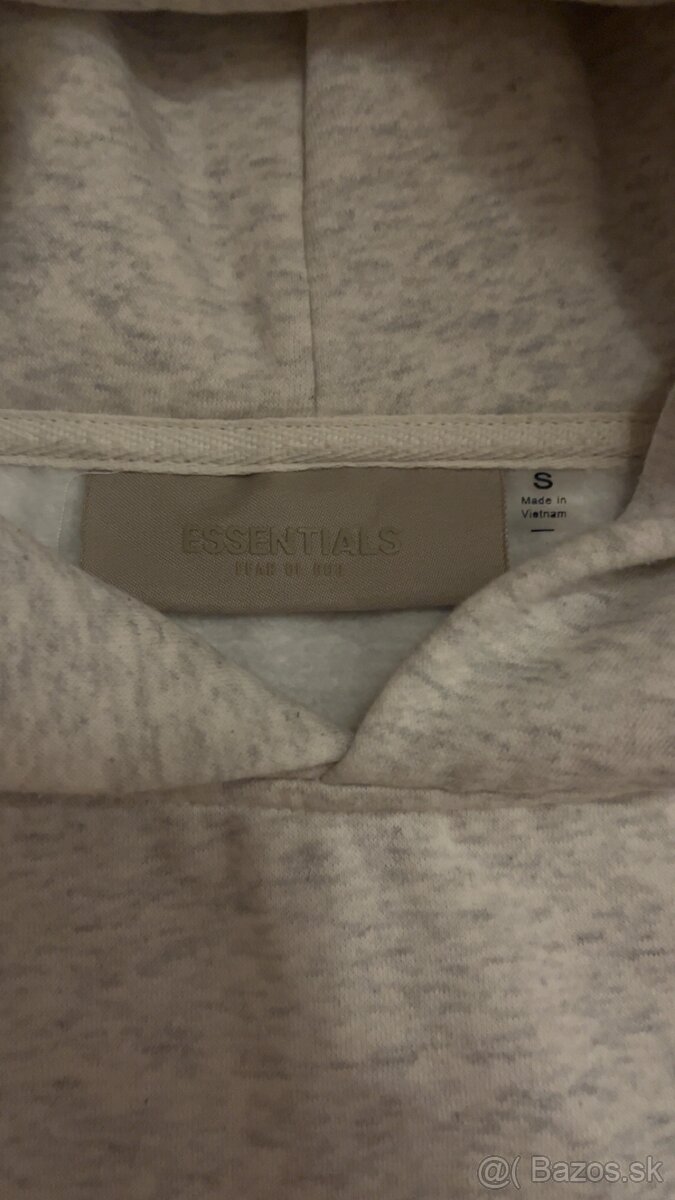 S
Made in
Vietnam
ESSENTIALS
FEAR OF GOD
@( Bazos.sk